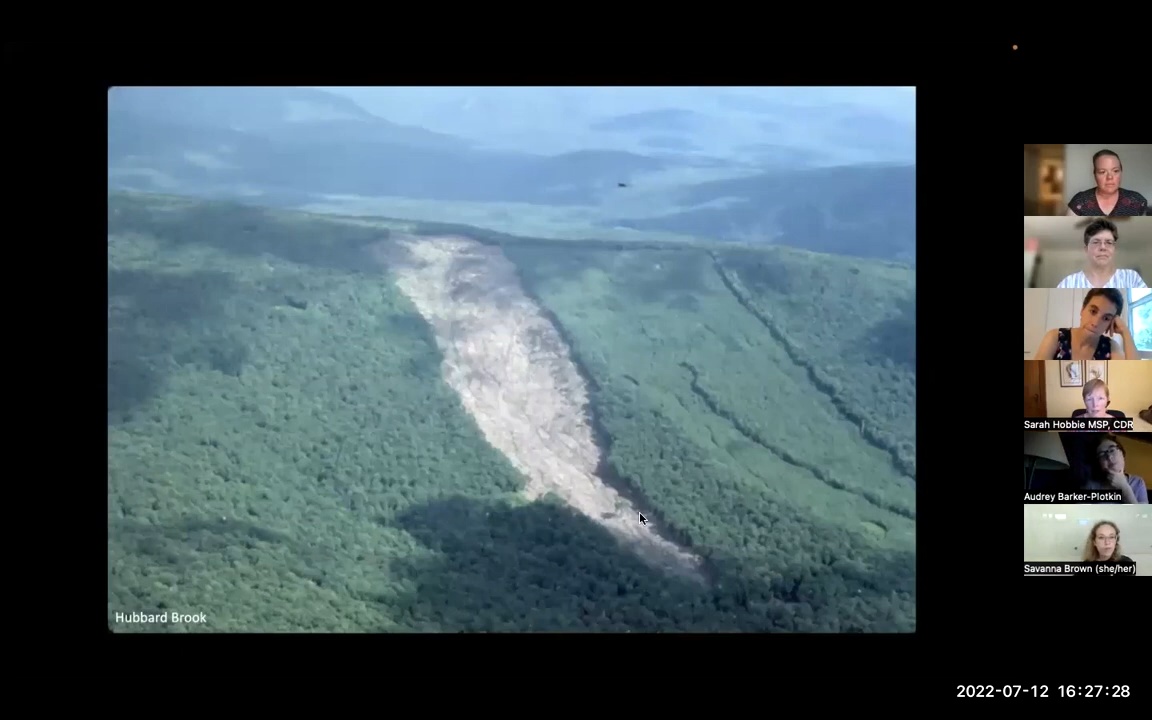 Sarah Hobbie MSP, CDR
Audrey Barker-Plotkin
Savanna Brown (she/her)
Hubbard Brook
2022-07-12 16:27:28